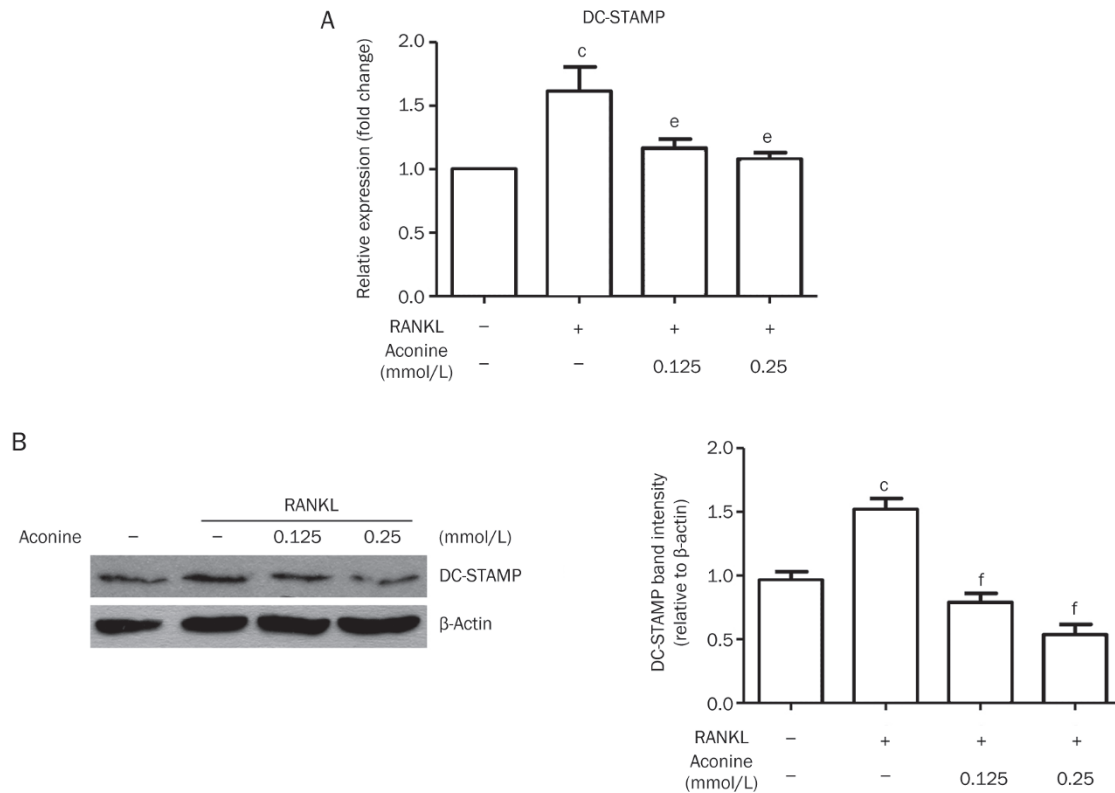 A
DC-STAMP
Relative expression (fold change)
2.0
1.5
1.0
0.5
0.0
c
e
e
RANKL – + + +
Aconine
(mmol/L) – – 0.125 0.25
B
RANKL
Aconine – – 0.125 0.25 (mmol/L)
DC-STAMP
β-Actin
DC-STAMP band intensity
(relative to β-actin)
2.0
1.5
1.0
0.5
0.0
c
f
f
RANKL – + + +
Aconine
(mmol/L) – – 0.125 0.25